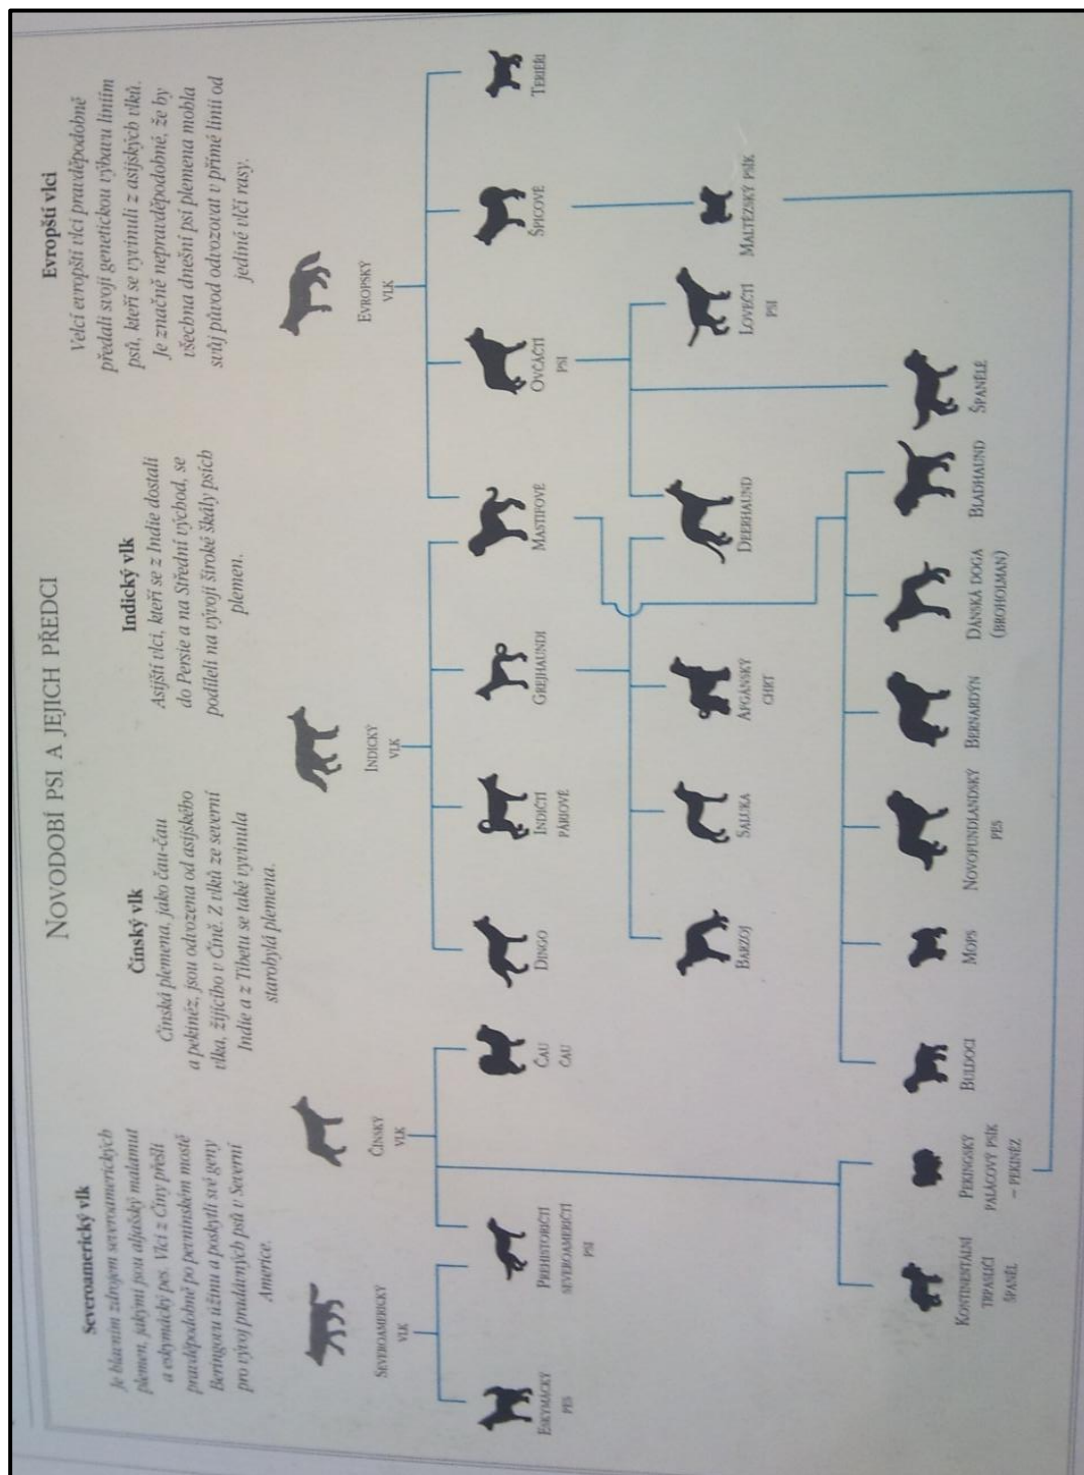 NOVODOBÍ PSI A JEJICH PŘEDCI
Severoamerický vlk
Je hlavním zdrojem severoamerických
plemen, jakými jsou aljašský malamut
a eskymácký pes. Vlci z Číny přešli
pravděpodobně po pevninském mostě
Beringovu úžinu a poskytli své geny
pro vývoj pradávných psů v Severní
Americe.
Čínský vlk
Čínská plemena, jako čau-čau
a pekinéz, jsou odvozena od asijského
vlka, žijícího v Číně. Z vlků ze severní
Indie a z Tibetu se také vyvinula
starobylá plemena.
Indický vlk
Asijští vlci, kteří se z Indie dostali
do Persie a na Střední východ, se
podíleli na vývoji široké škály psích
plemen.
Evropští vlci
Velcí evropští vlci pravděpodobně
předali svoji genetickou výbavu liniím
psů, kteří se vyvinuli z asijských vlků.
Je značně nepravděpodobné, že by
všechna dnešní psí plemena mohla
svůj původ odvozovat v přímé linii od
jediné vlčí rasy.
SEVEROAMERICKÝ
VLK
ČÍNSKÝ
VLK
INDICKÝ
VLK
EVROPSKÝ
VLK
ESKYMÁCKÝ
PES
PREHISTORIČTÍ
SEVEROAMERIČTÍ
PSI
ČAU
ČAU
DINGO
INDIČTÍ
PÁRIOVÉ
GREJHAUNDI
MASTIFOVÉ
OVČÁČTÍ
PSI
ŠPICOVÉ
TERIÉŘI
BARZOJ
SALUKA
AFGÁNSKÝ
CHRT
DEERHAUND
LOVEČTÍ
PSI
MALTÉZSKÝ PSÍK
KONTINENTÁLNÍ
TRPASLIČÍ
ŠPANĚL
PEKINGSKÝ
PALÁCOVÝ PSÍK
– PEKINÉZ
BULDOCI
MOPS
NOVOFUNDLANDSKÝ
PES
BERNARDÝN
DÁNSKÁ DOGA
(BROHOLMAN)
BLADHAUND
ŠPANĚLÉ